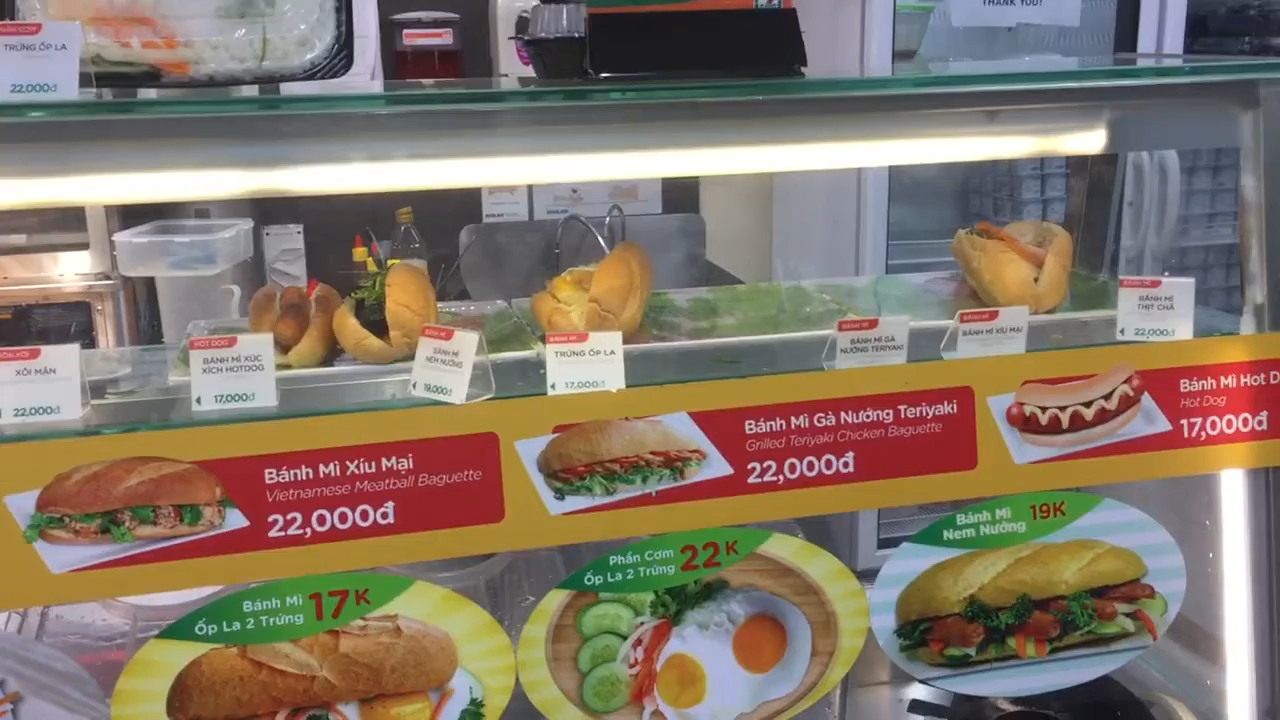 THANK YOU!
PHẦN CƠM
TRỨNG ỐP LA
22,000đ
XÔI MẶN
22,000đ
HOT DOG
BÁNH MÌ XÚC
XÍCH HOTDOG
17,000đ
BÁNH MÌ
BÁNH MÌ
NEM NƯỚNG
19,000đ
BÁNH MÌ
TRỨNG ỐP LA
17,000đ
BÁNH MÌ
BÁNH MÌ GÀ
NƯỚNG TERIYAKI
BÁNH MÌ
BÁNH MÌ XÍU MẠI
BÁNH MÌ
BÁNH MÌ
THỊT CHẢ
22,000đ
Bánh Mì Xíu Mại
Vietnamese Meatball Baguette
22,000đ
Bánh Mì Gà Nướng Teriyaki
Grilled Teriyaki Chicken Baguette
22,000đ
Bánh Mì Hot D
Hot Dog
17,000đ
Bánh Mì
Ốp La 2 Trứng
17K
Phần Cơm
Ốp La 2 Trứng
22K
Bánh Mì
Nem Nướng
19K